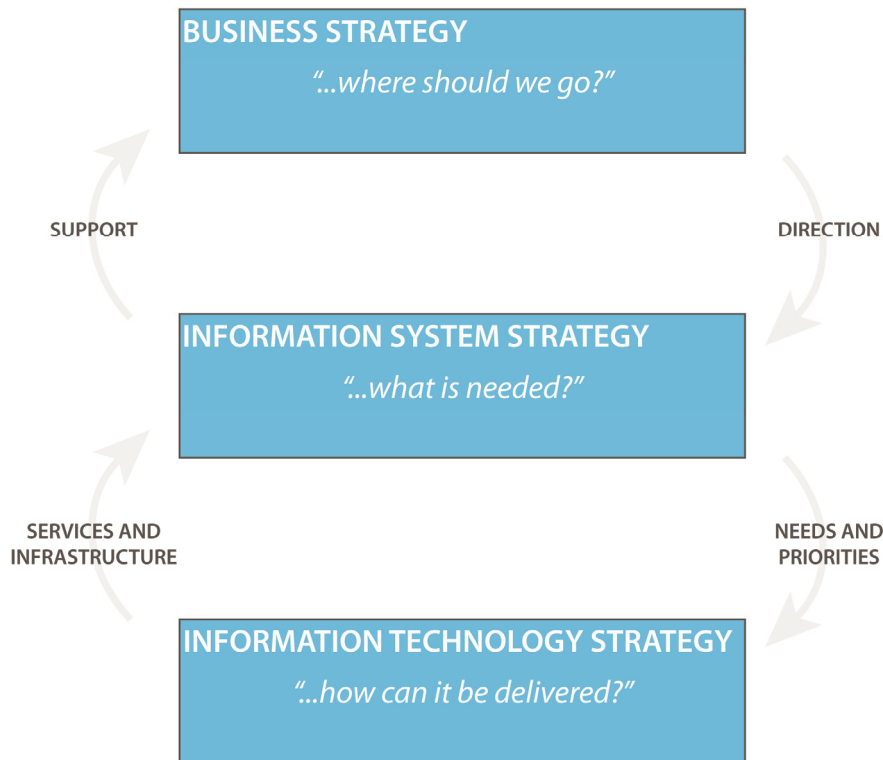 BUSINESS STRATEGY
“...where should we go?”
SUPPORT
DIRECTION
INFORMATION SYSTEM STRATEGY
“...what is needed?”
SERVICES AND
INFRASTRUCTURE
NEEDS AND
PRIORITIES
INFORMATION TECHNOLOGY STRATEGY
“...how can it be delivered?”